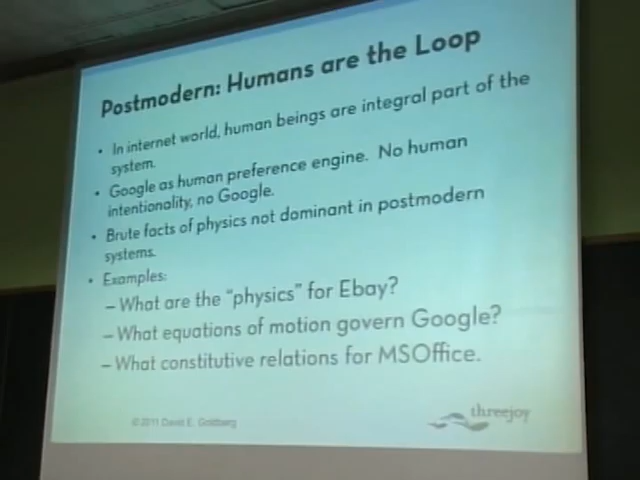 Postmodern: Humans are the Loop
• In internet world, human beings are integral part of the
system.
• Google as human preference engine. No human
intentionality, no Google.
• Brute facts of physics not dominant in postmodern
systems.
• Examples:
– What are the "physics" for Ebay?
– What equations of motion govern Google?
– What constitutive relations for MSOffice.
© 2011 David E. Goldberg
threejoy